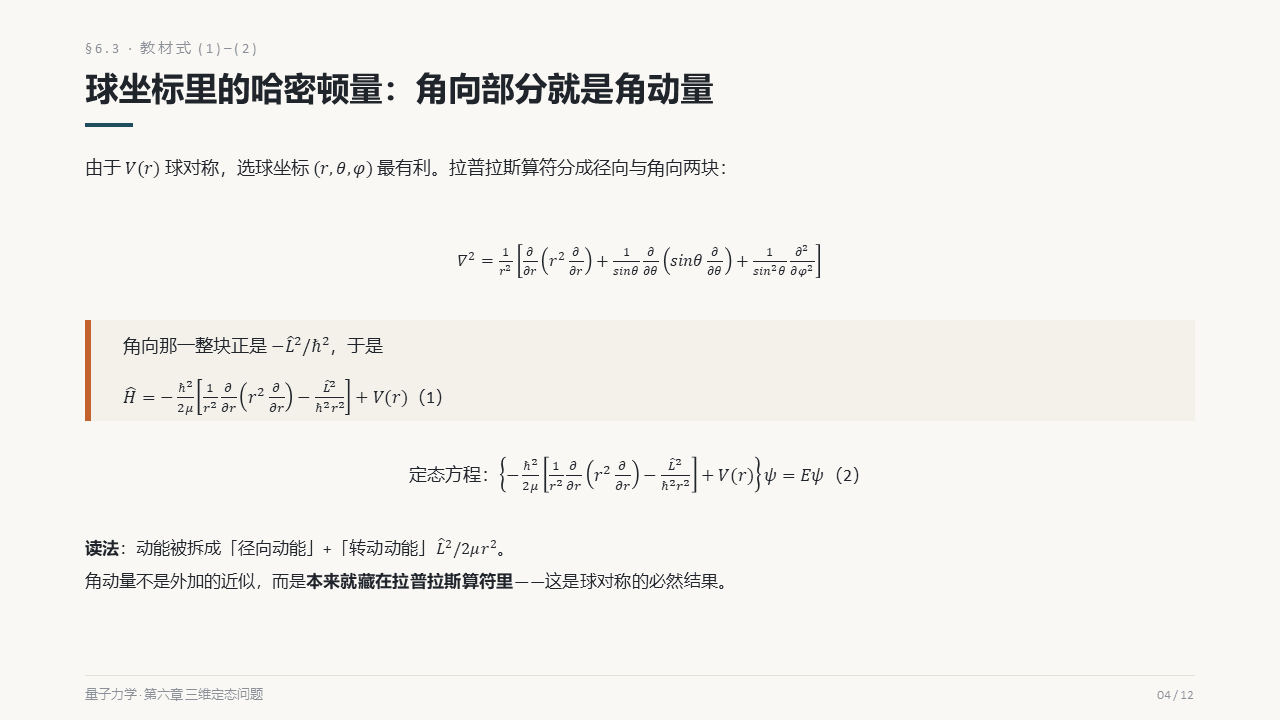 §6.3 · 教材式 (1)–(2)
球坐标里的哈密顿量：角向部分就是角动量
由于 V(r) 球对称，选球坐标 (r, θ, φ) 最有利。拉普拉斯算符分成径向与角向两块：
∇² = 1/r² [∂/∂r (r² ∂/∂r) + 1/sinθ ∂/∂θ (sinθ ∂/∂θ) + 1/sin²θ ∂²/∂φ²]
角向那一整块正是 −L̂²/ħ²，于是
Ĥ = − ħ²/2μ [1/r² ∂/∂r (r² ∂/∂r) − L̂²/ħ²r²] + V(r)（1）
定态方程：{− ħ²/2μ [1/r² ∂/∂r (r² ∂/∂r) − L̂²/ħ²r²] + V(r)} ψ = Eψ（2）
读法：动能被拆成「径向动能」+「转动动能」L̂²/2μr²。
角动量不是外加的近似，而是本来就藏在拉普拉斯算符里——这是球对称的必然结果。
量子力学 · 第六章 三维定态问题
04 / 12